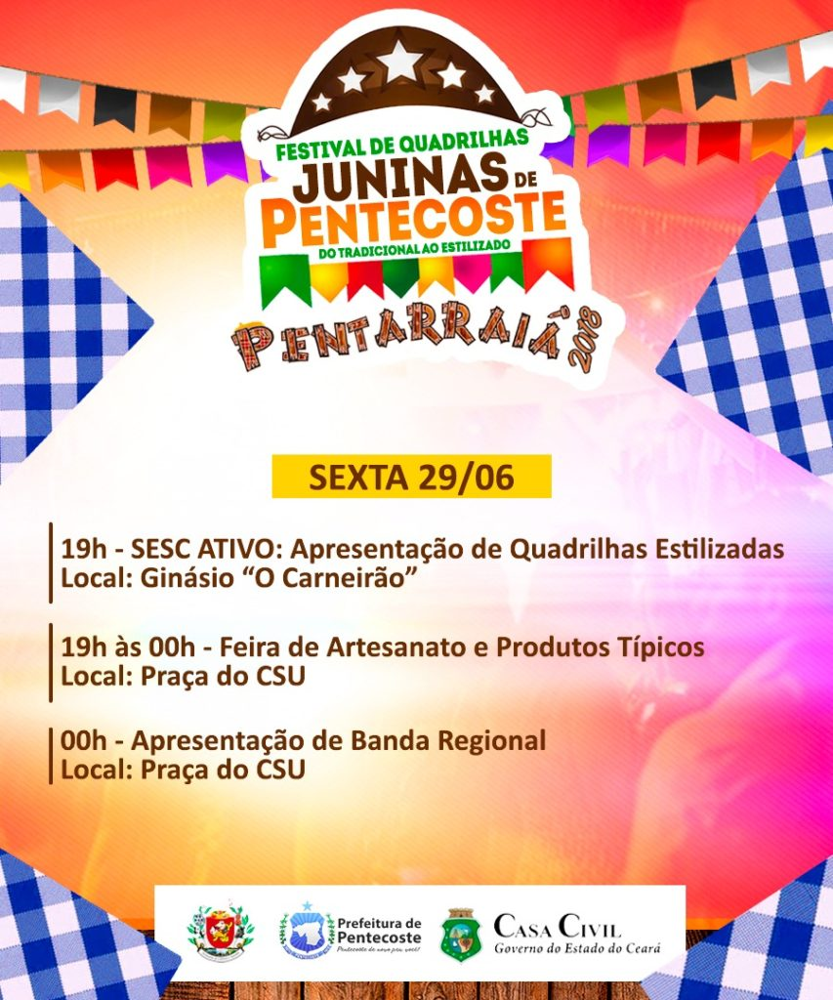 FESTIVAL DE QUADRILHAS
JUNINAS DE
PENTECOSTE
DO TRADICIONAL AO ESTILIZADO
PENTARRAIÁ 2018
SEXTA 29/06
19h - SESC ATIVO: Apresentação de Quadrilhas Estilizadas
Local: Ginásio “O Carneirão”
19h às 00h - Feira de Artesanato e Produtos Típicos
Local: Praça do CSU
00h - Apresentação de Banda Regional
Local: Praça do CSU
Prefeitura de
Pentecoste
Pentecoste de novo pra você!
CASA CIVIL
Governo do Estado do Ceará